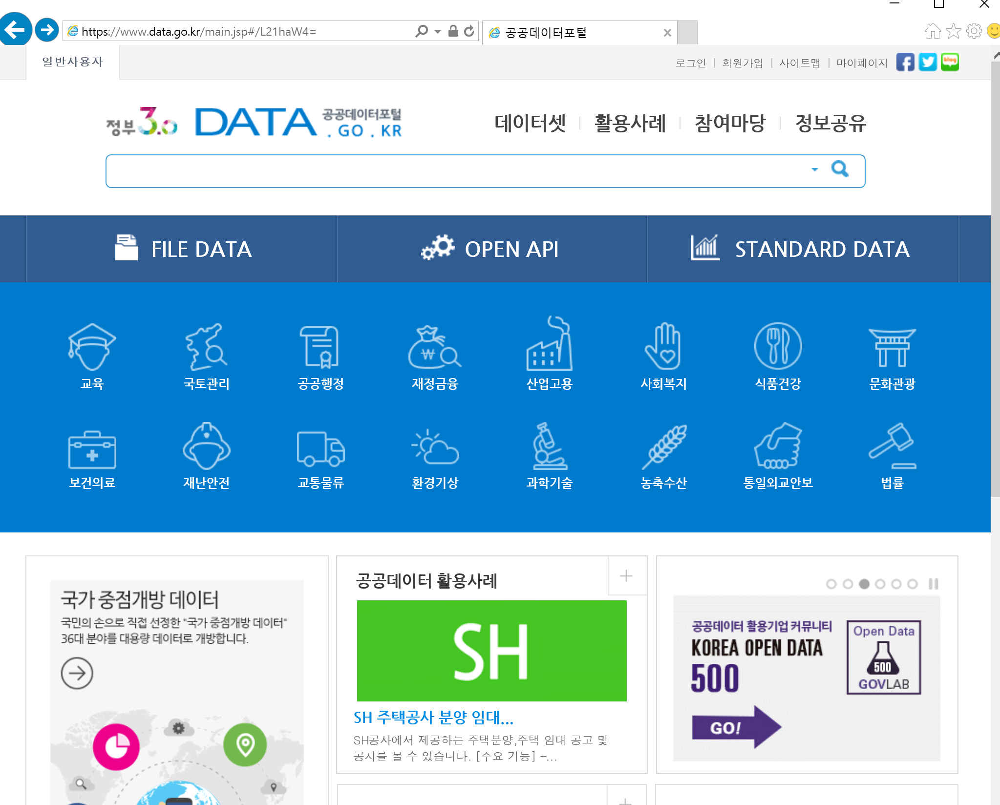 https://www.data.go.kr/main.jsp#/L21haW4=
공공데이터포털
일반사용자
로그인 | 회원가입 | 사이트맵 | 마이페이지
blog
정부3.0 DATA 공공데이터포털
. GO . KR
데이터셋 | 활용사례 | 참여마당 | 정보공유
FILE DATA
OPEN API
STANDARD DATA
교육
국토관리
공공행정
재정금융
산업고용
사회복지
식품건강
문화관광
보건의료
재난안전
교통물류
환경기상
과학기술
농축수산
통일외교안보
법률
국가 중점개방 데이터
국민의 손으로 직접 선정한 "국가 중점개방 데이터"
36대 분야를 대용량 데이터로 개방합니다.
공공데이터 활용사례
SH
SH 주택공사 분양 임대...
SH공사에서 제공하는 주택분양,주택 임대 공고 및
공지를 볼 수 있습니다. [주요 기능] -...
공공데이터 활용기업 커뮤니티
KOREA OPEN DATA
500
GO!
Open Data
500
GOVLAB